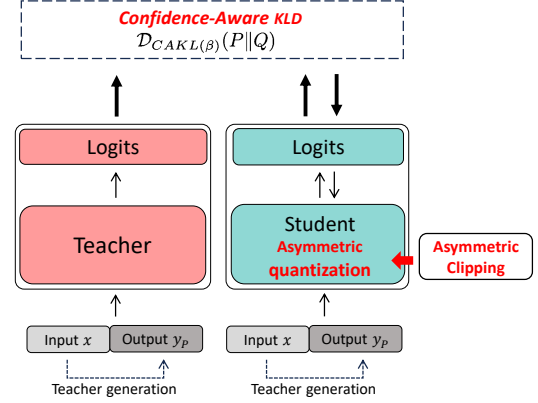 Confidence-Aware KLD
𝒟_{CAKL(β)}(P∥Q)
Logits
Teacher
Input x
Output y_P
Teacher generation
Logits
Student
Asymmetric
quantization
Asymmetric
Clipping
Input x
Output y_P
Teacher generation